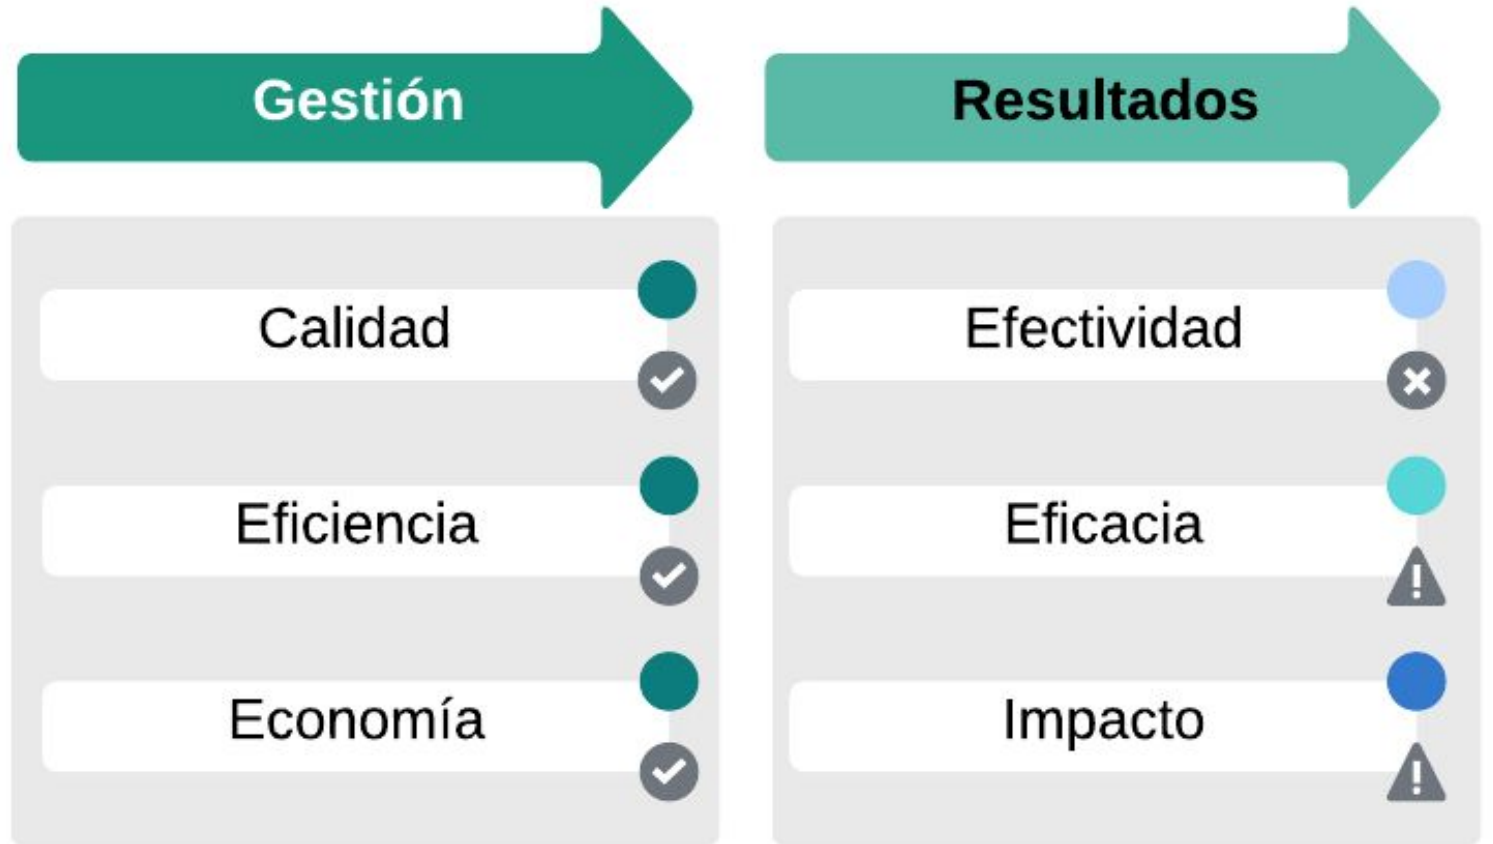 Gestión
Resultados
Calidad
Efectividad
Eficiencia
Eficacia
Economía
Impacto